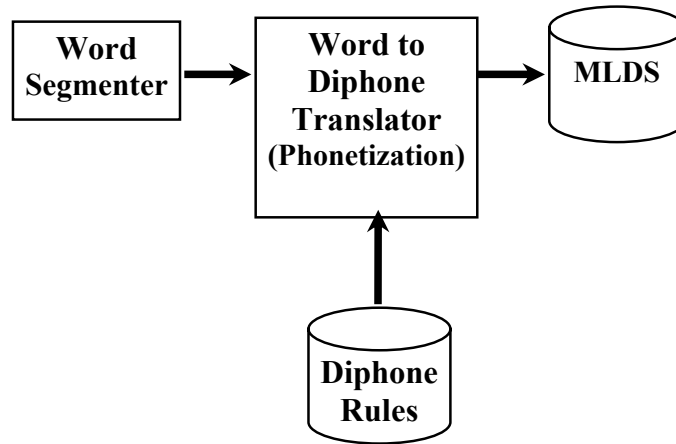 Word
Segmenter
Word to
Diphone
Translator
(Phonetization)
MLDS
Diphone
Rules